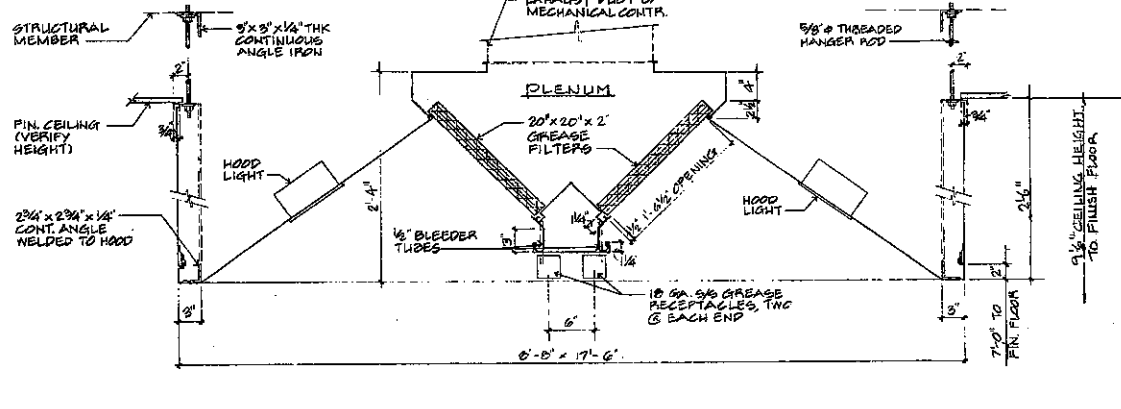 MECHANICAL CONTR.
STRUCTURAL
MEMBER
3"x3"x1/4" THK
CONTINUOUS
ANGLE IRON
5/8" φ THREADED
HANGER ROD
2"
2"
PLENUM
4"
2 1/2"
FIN. CEILING
(VERIFY
HEIGHT)
3/4"
3/4"
20"x20"x2"
GREASE
FILTERS
HOOD
LIGHT
HOOD
LIGHT
2'-4"
1 1/2" 1'-6 1/2" OPENING
1 1/4"
2 3/4"x2 3/4"x1/4"
CONT. ANGLE
WELDED TO HOOD
1/2" BLEEDER
TUBES
3"
1/4"
2'-6"
CEILING HEIGHT
TO FINISH FLOOR
2"
7'-0" TO
FIN. FLOOR
18 GA. S/S GREASE
RECEPTACLES, TWO
@ EACH END
3"
6"
3"
8'-8" x 17'-6"